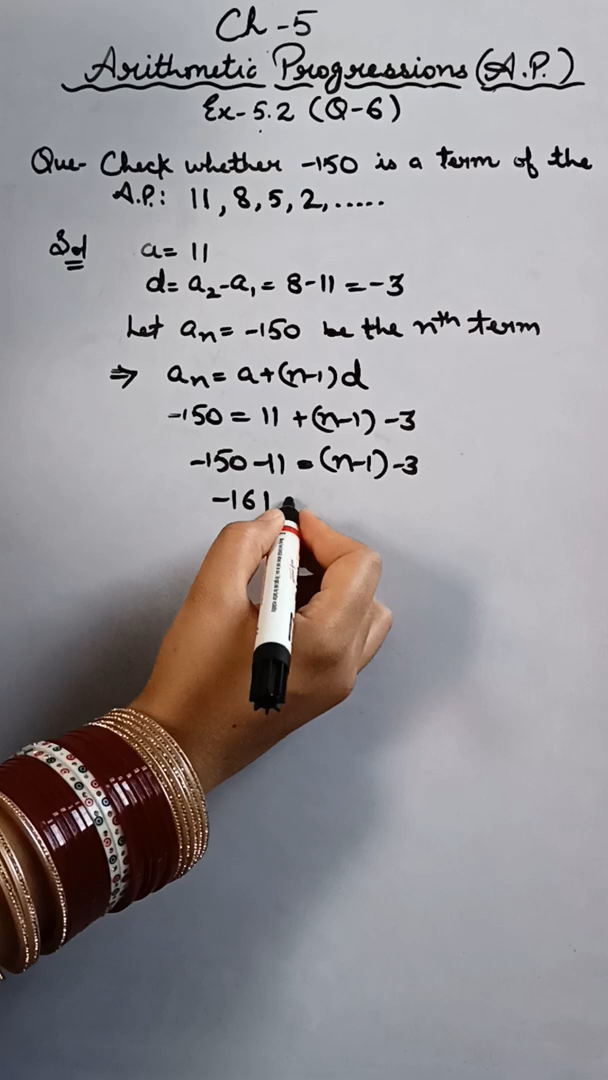 Ch-5
Arithmetic Progressions (A.P.)
Ex-5.2 (Q-6)
Que- Check whether -150 is a term of the
A.P.: 11, 8, 5, 2, .....
Sol a = 11
d = a₂-a₁ = 8-11 = -3
Let aₙ = -150 be the nᵗʰ term
⇒ aₙ = a+(n-1)d
-150 = 11 +(n-1) -3
-150-11 = (n-1)-3
-161